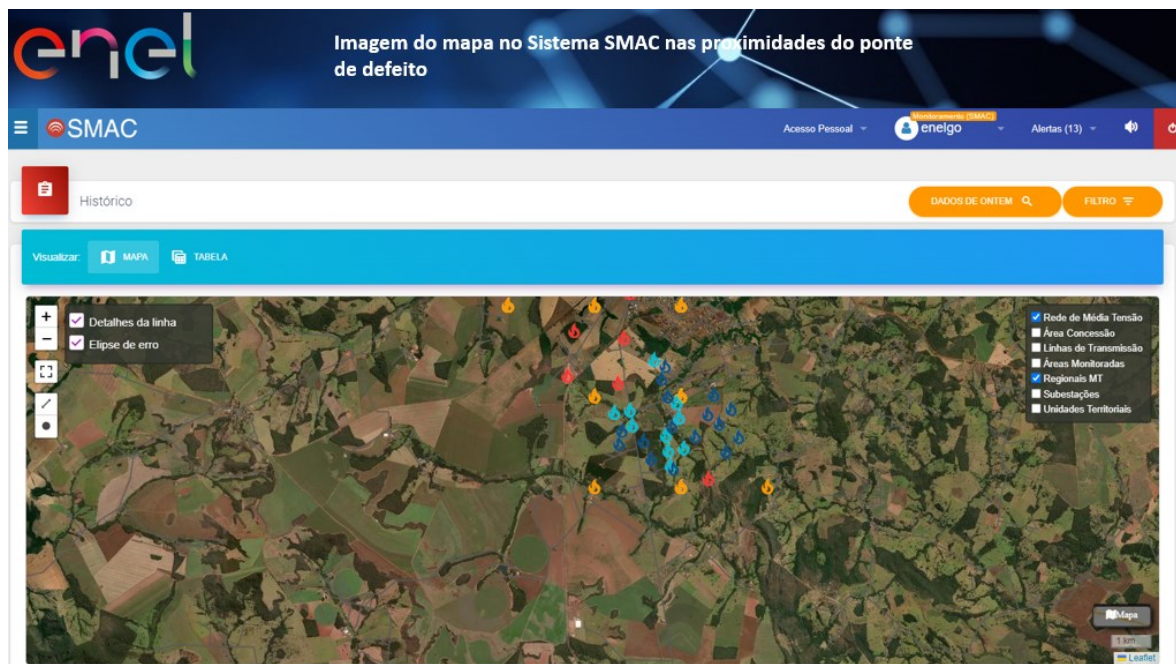 enel
Imagem do mapa no Sistema SMAC nas proximidades do ponte
de defeito
SMAC
Acesso Pessoal
Monitoramento (SMAC)
enelgo
Alertas (13)
Histórico
DADOS DE ONTEM
FILTRO
Visualizar:
MAPA
TABELA
+
−
Detalhes da linha
Elipse de erro
Rede de Média Tensão
Área Concessão
Linhas de Transmissão
Áreas Monitoradas
Regionais MT
Subestações
Unidades Territoriais
Mapa
1 km
Leaflet